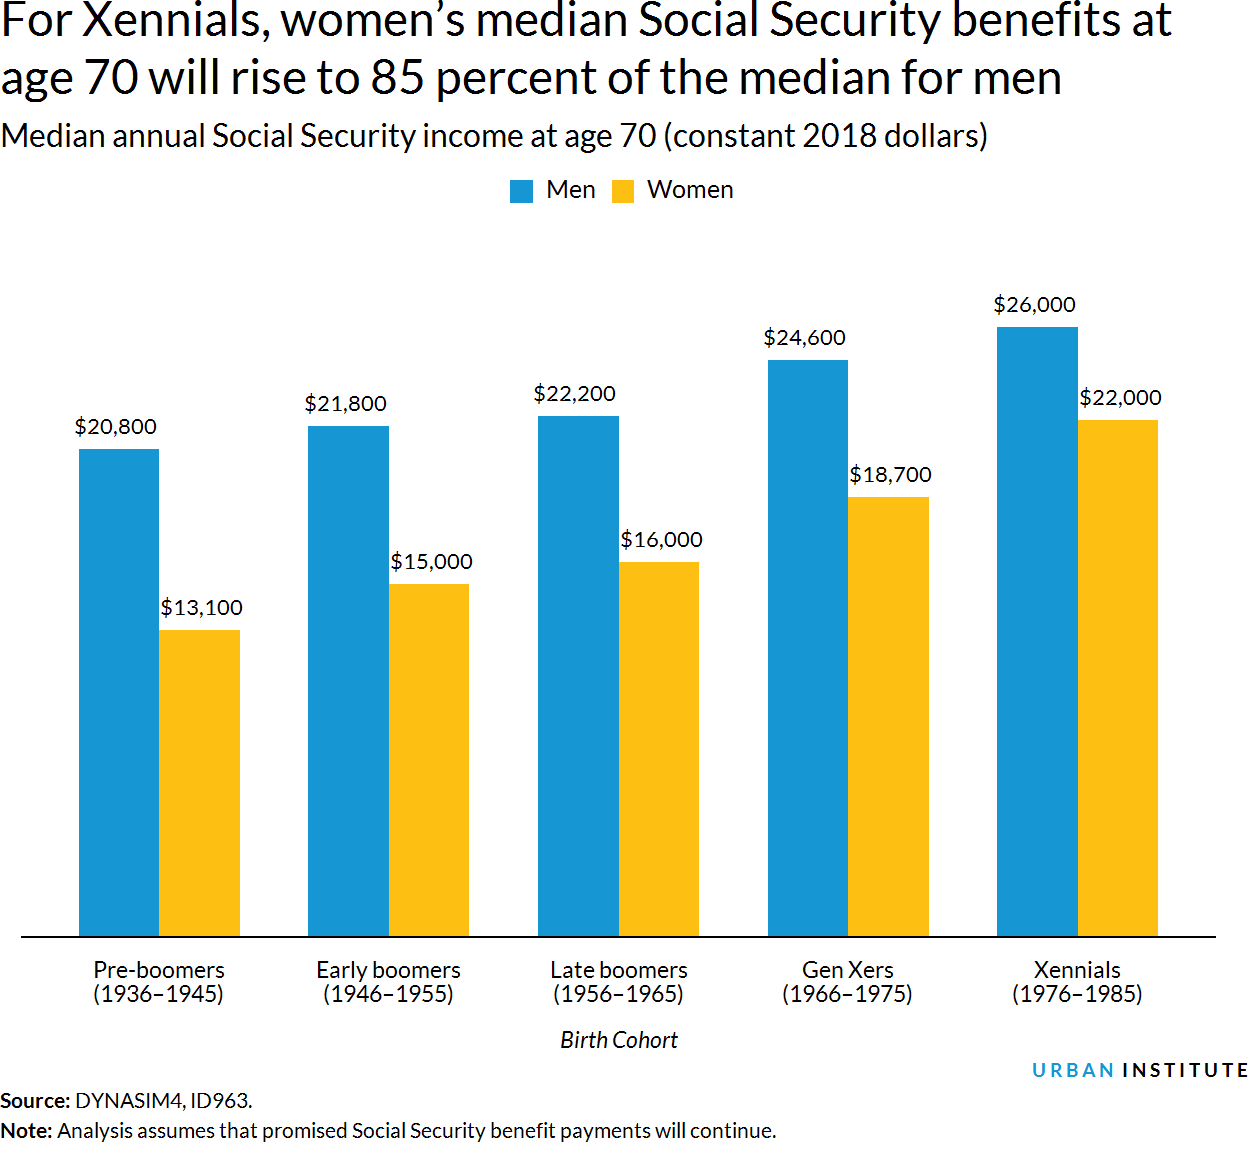 For Xennials, women’s median Social Security benefits at
age 70 will rise to 85 percent of the median for men
Median annual Social Security income at age 70 (constant 2018 dollars)
Men Women
$20,800
$13,100
$21,800
$15,000
$22,200
$16,000
$24,600
$18,700
$26,000
$22,000
Pre-boomers
(1936–1945)
Early boomers
(1946–1955)
Late boomers
(1956–1965)
Gen Xers
(1966–1975)
Xennials
(1976–1985)
Birth Cohort
URBAN INSTITUTE
Source: DYNASIM4, ID963.
Note: Analysis assumes that promised Social Security benefit payments will continue.